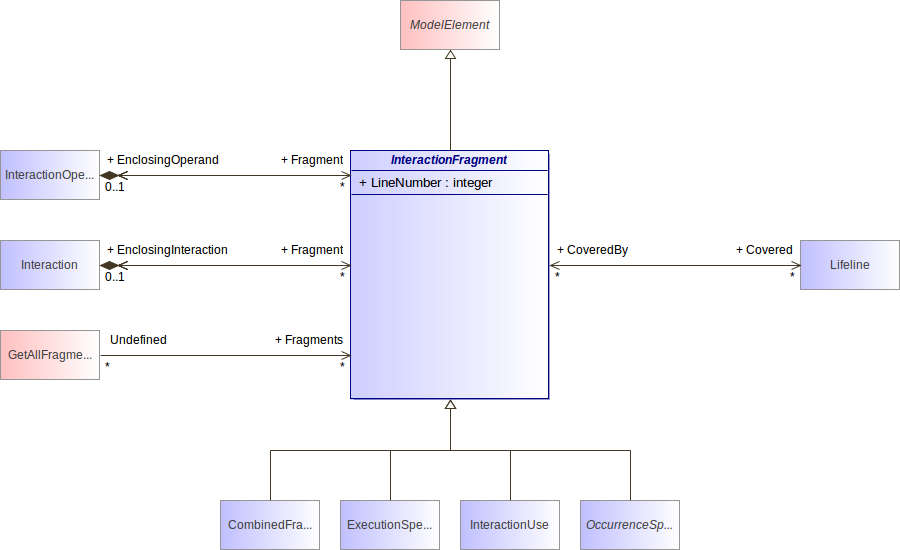 ModelElement
+ EnclosingOperand
+ Fragment
InteractionOpe...
0..1
*
InteractionFragment
+ LineNumber : integer
+ EnclosingInteraction
+ Fragment
Interaction
0..1
*
+ CoveredBy
+ Covered
*
*
Lifeline
Undefined
+ Fragments
GetAllFragme...
*
*
CombinedFra...
ExecutionSpe...
InteractionUse
OccurrenceSp...